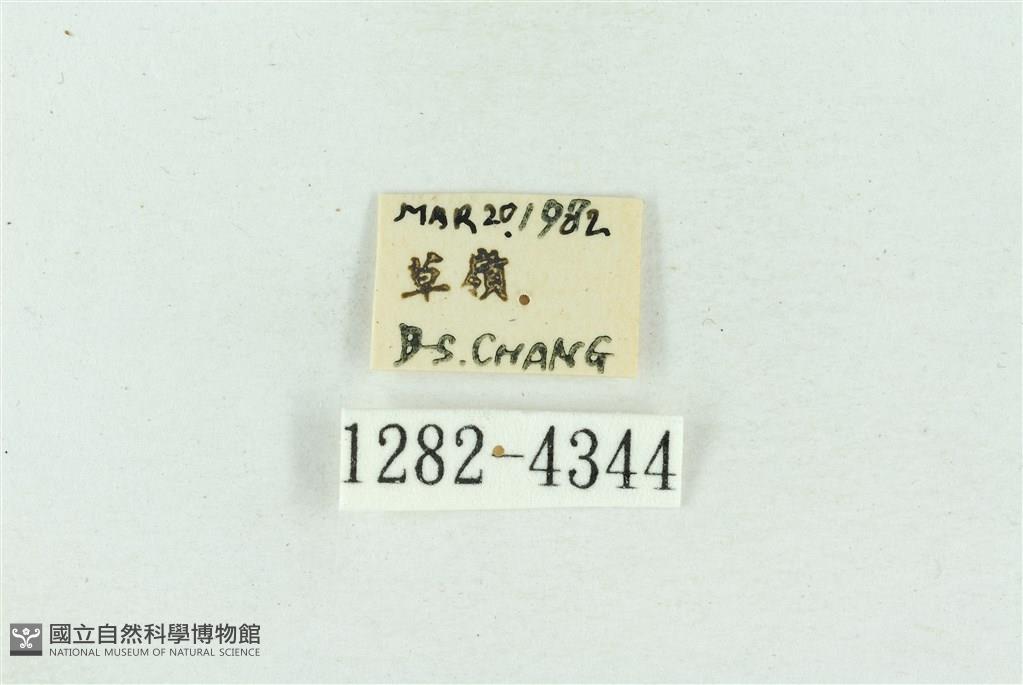 MAR 20.1982
草嶺.
B-S. CHANG
1282-4344
國立自然科學博物館
NATIONAL MUSEUM OF NATURAL SCIENCE